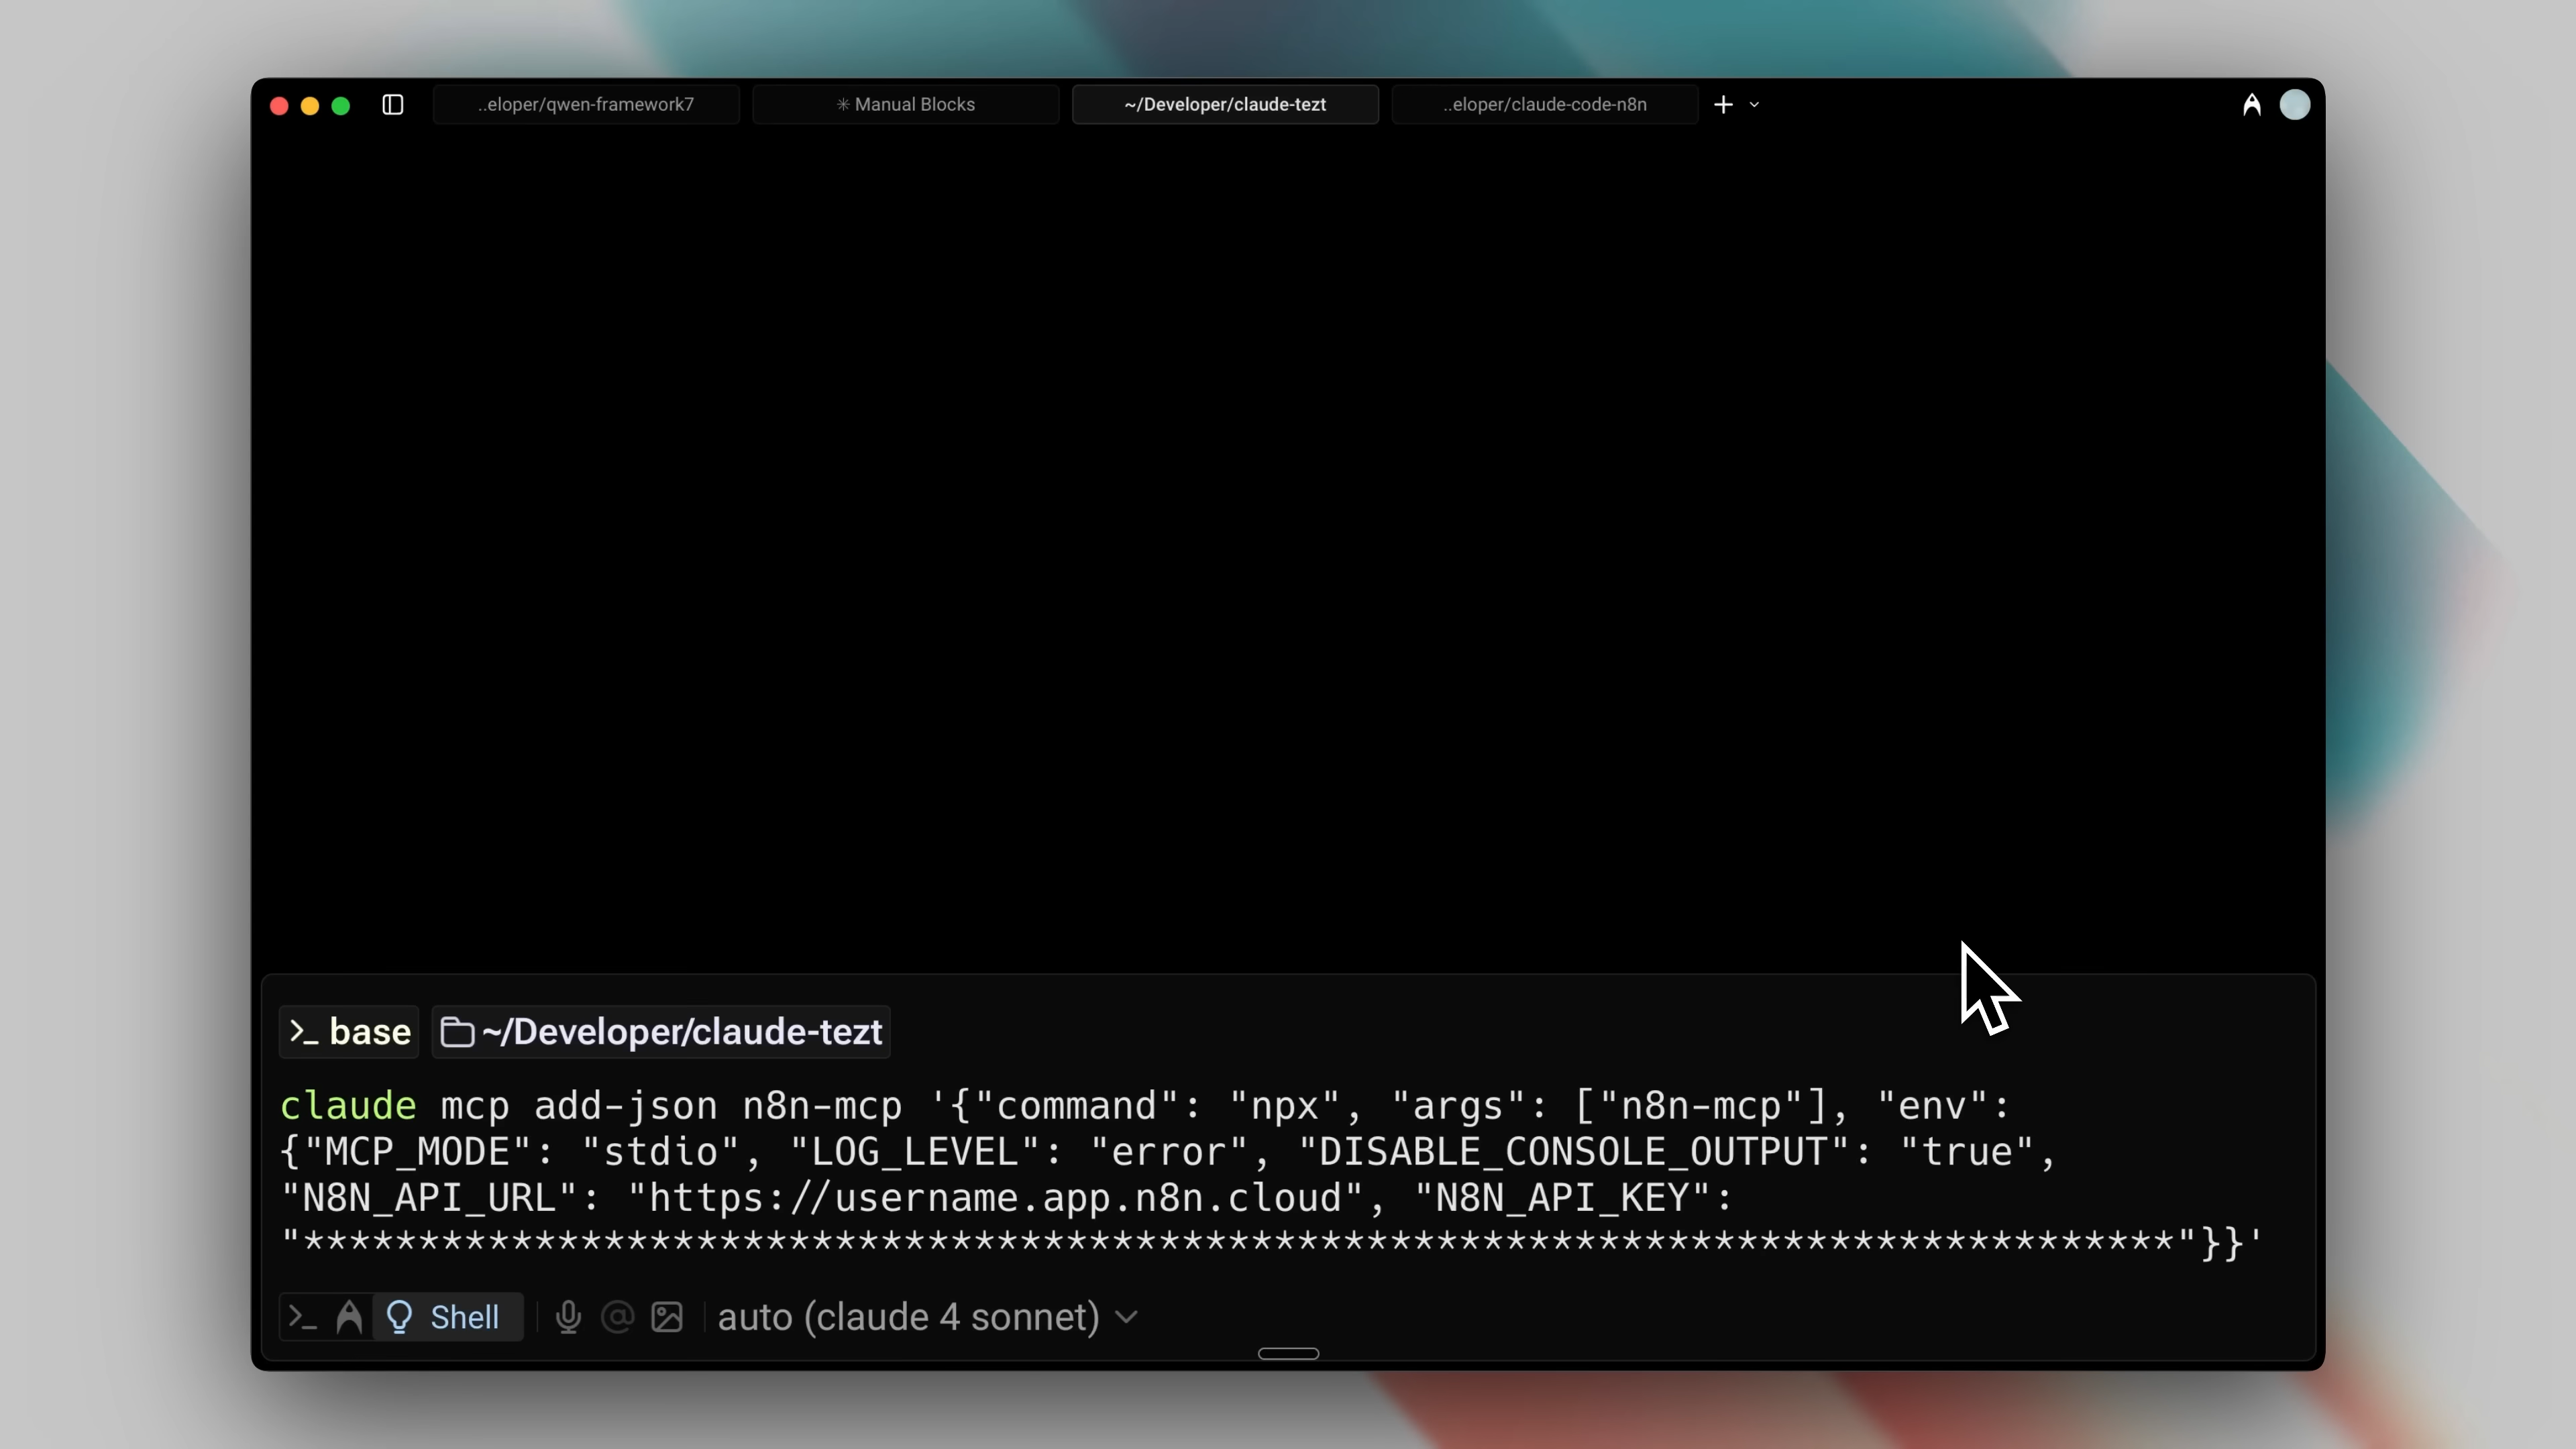 ..eloper/qwen-framework7
✳ Manual Blocks
~/Developer/claude-tezt
..eloper/claude-code-n8n
>_ base
~/Developer/claude-tezt
claude mcp add-json n8n-mcp '{"command": "npx", "args": ["n8n-mcp"], "env":
{"MCP_MODE": "stdio", "LOG_LEVEL": "error", "DISABLE_CONSOLE_OUTPUT": "true",
"N8N_API_URL": "https://username.app.n8n.cloud", "N8N_API_KEY":
"*********************************************************************************"}}'
Shell
auto (claude 4 sonnet)